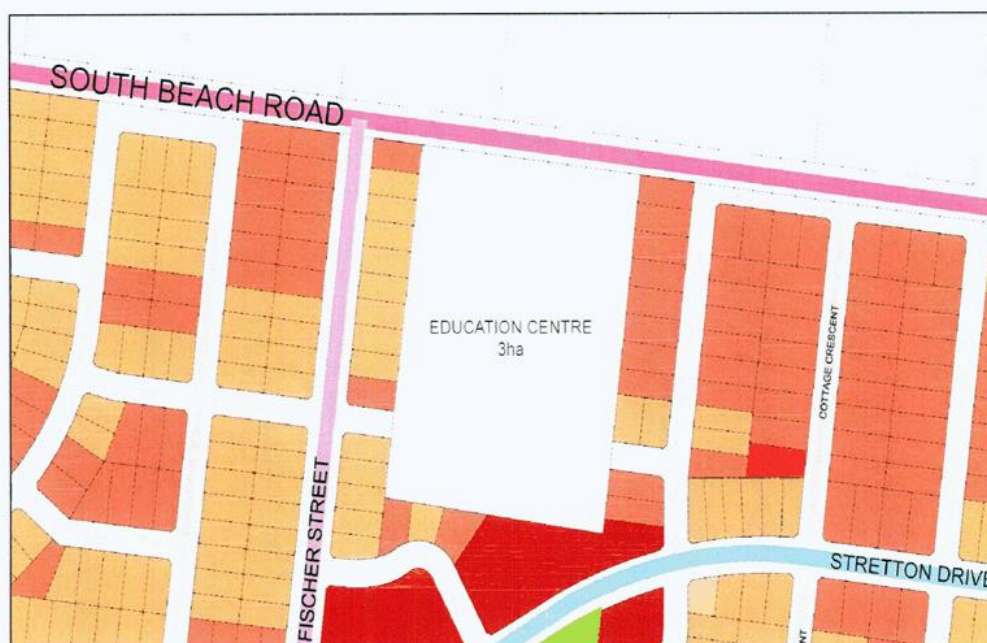 SOUTH BEACH ROAD
EDUCATION CENTRE
3ha
COTTAGE CRESCENT
FISCHER STREET
STRETTON DRIVE